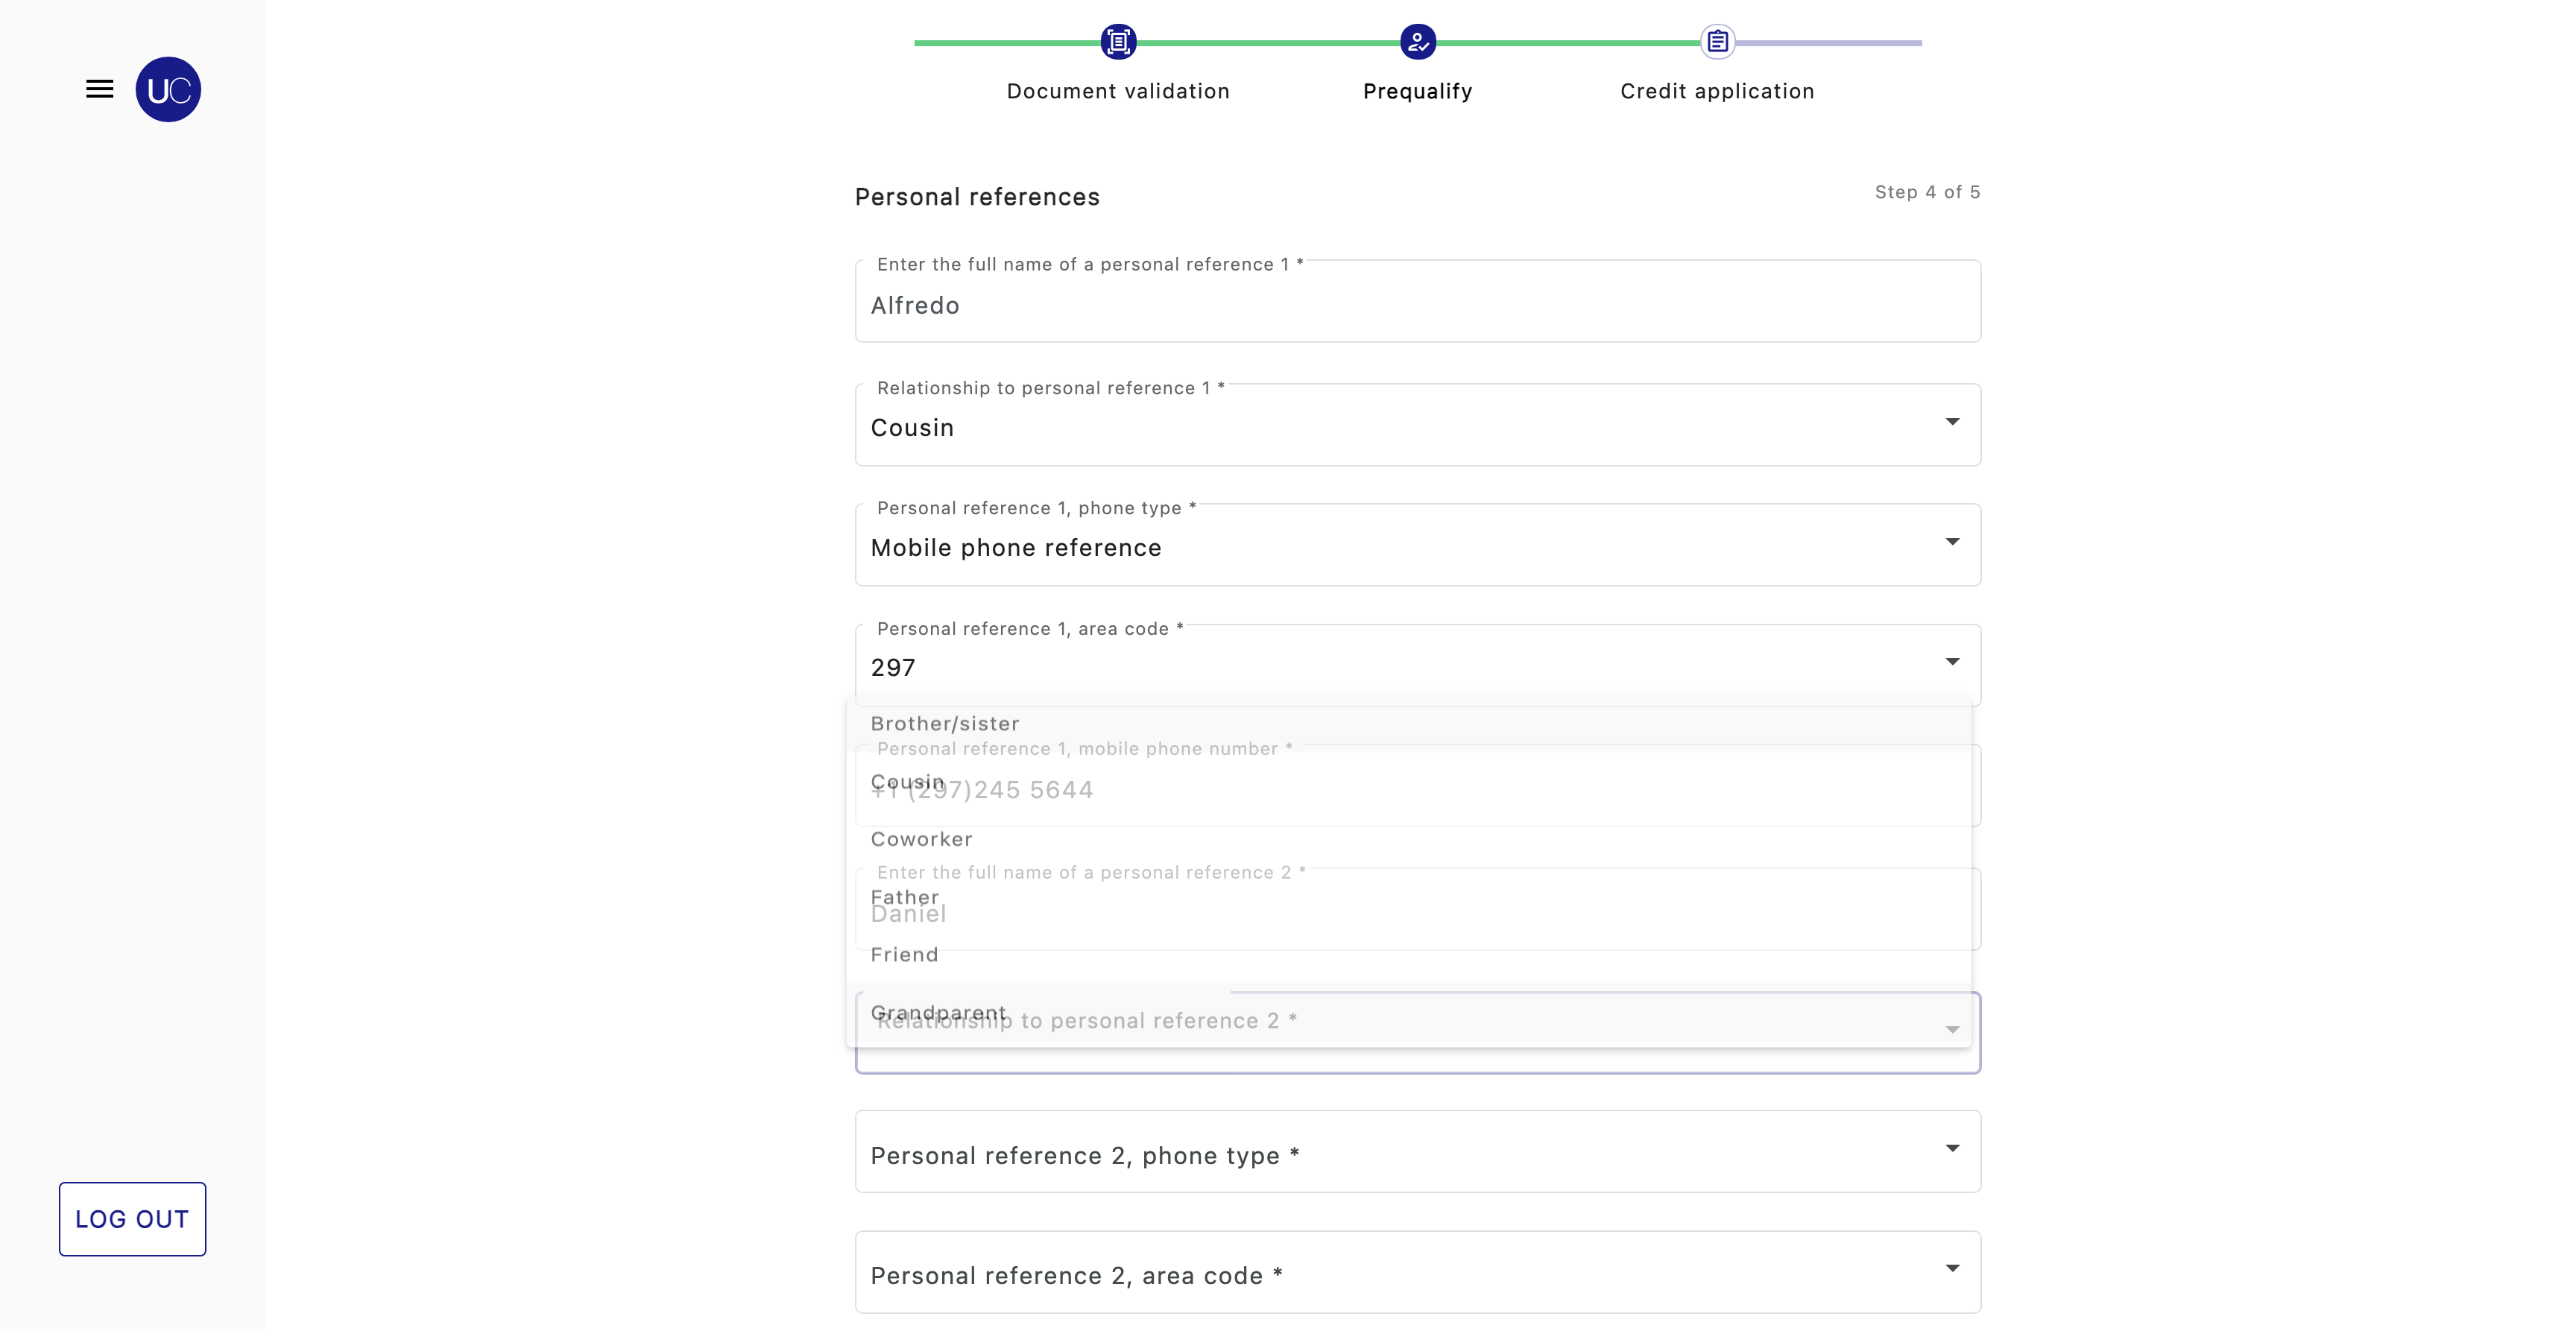 UC
Document validation
Prequalify
Credit application
Personal references
Step 4 of 5
Enter the full name of a personal reference 1 *
Alfredo
Relationship to personal reference 1 *
Cousin
Personal reference 1, phone type *
Mobile phone reference
Personal reference 1, area code *
297
Brother/sister
Personal reference 1, mobile phone number *
Cousin
+1 (297)245 5644
Coworker
Enter the full name of a personal reference 2 *
Father
Daniel
Friend
Grandparent
Relationship to personal reference 2 *
Personal reference 2, phone type *
LOG OUT
Personal reference 2, area code *